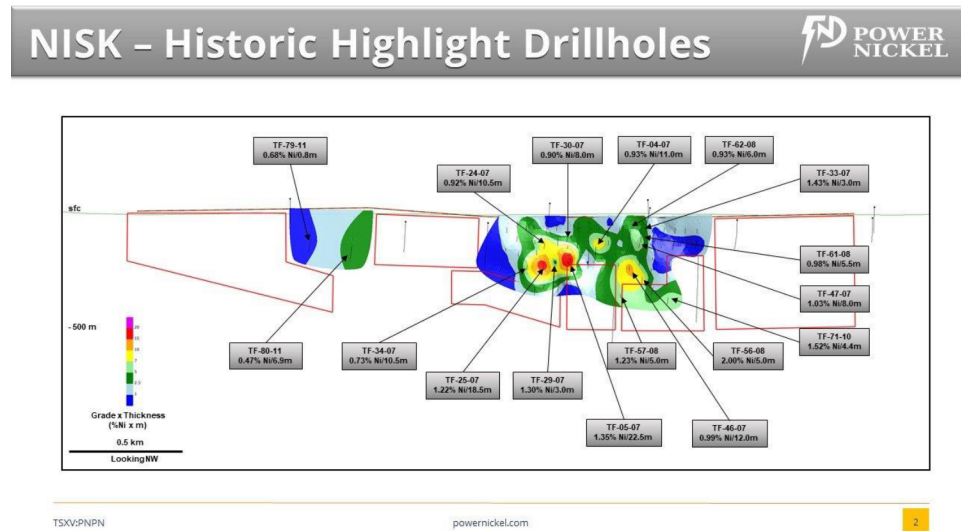 NISK – Historic Highlight Drillholes
POWER
NICKEL
TF-79-11
0.68% Ni/0.8m
TF-24-07
0.92% Ni/10.5m
TF-30-07
0.90% Ni/8.0m
TF-04-07
0.93% Ni/11.0m
TF-62-08
0.93% Ni/6.0m
TF-33-07
1.43% Ni/3.0m
sfc
TF-61-08
0.98% Ni/5.5m
TF-47-07
1.03% Ni/8.0m
TF-71-10
1.52% Ni/4.4m
-500 m
TF-80-11
0.47% Ni/6.9m
TF-34-07
0.73% Ni/10.5m
TF-57-08
1.23% Ni/5.0m
TF-56-08
2.00% Ni/5.0m
TF-25-07
1.22% Ni/18.5m
TF-29-07
1.30% Ni/3.0m
TF-05-07
1.35% Ni/22.5m
TF-46-07
0.99% Ni/12.0m
Grade x Thickness
(%Ni x m)
0.5 km
Looking NW
TSXV:PNPN
powernickel.com
2